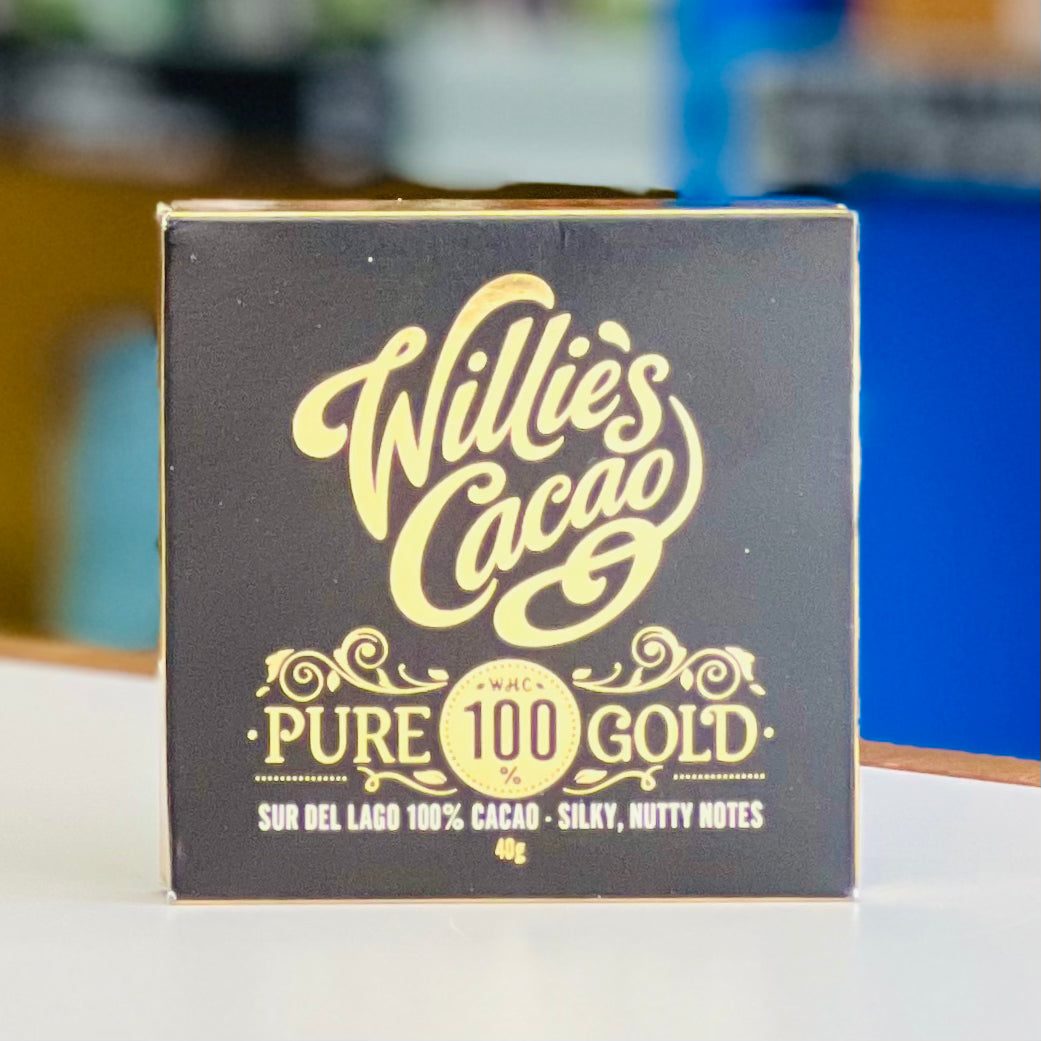 Willie's
Cacao
WHC
PURE 100% GOLD
SUR DEL LAGO 100% CACAO · SILKY, NUTTY NOTES
40g